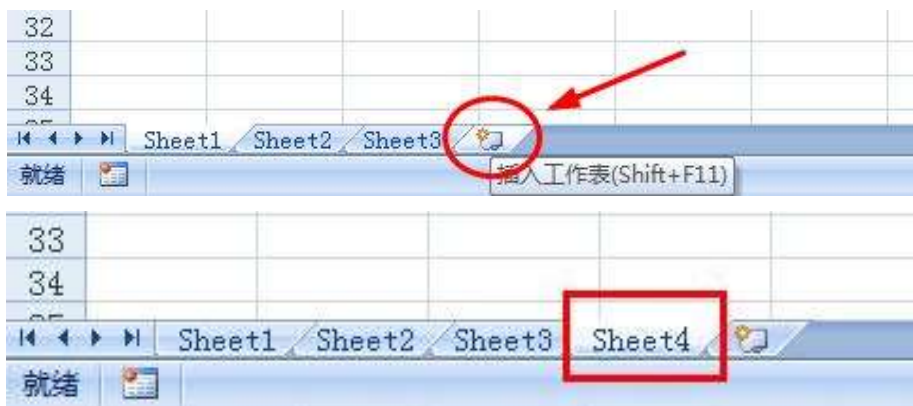 32
33
34
Sheet1 Sheet2 Sheet3
就绪
插入工作表(Shift+F11)
33
34
Sheet1 Sheet2 Sheet3 Sheet4
就绪